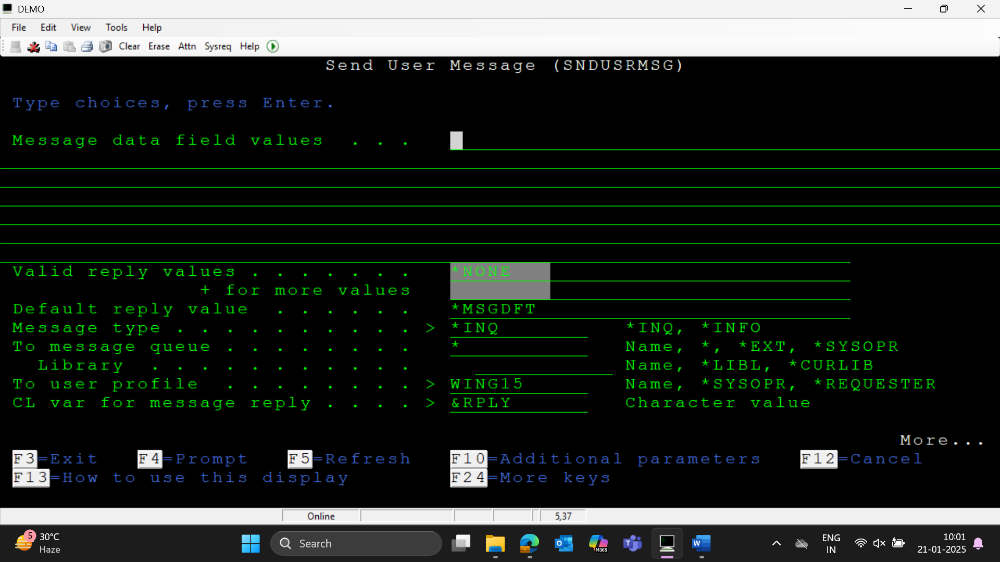 DEMO
File Edit View Tools Help
Clear Erase Attn Sysreq Help
Send User Message (SNDUSRMSG)
Type choices, press Enter.
Message data field values . . .
Valid reply values . . . . . . . *NONE
+ for more values
Default reply value . . . . . . *MSGDFT
Message type . . . . . . . . . . > *INQ *INQ, *INFO
To message queue . . . . . . . . * Name, *, *EXT, *SYSOPR
Library . . . . . . . . . . . Name, *LIBL, *CURLIB
To user profile . . . . . . . . > WING15 Name, *SYSOPR, *REQUESTER
CL var for message reply . . . . > &RPLY Character value
More...
F3=Exit F4=Prompt F5=Refresh F10=Additional parameters F12=Cancel
F13=How to use this display F24=More keys
Online 5,37
5 30°C
Haze
Search
M365
ENG
IN
10:01
21-01-2025